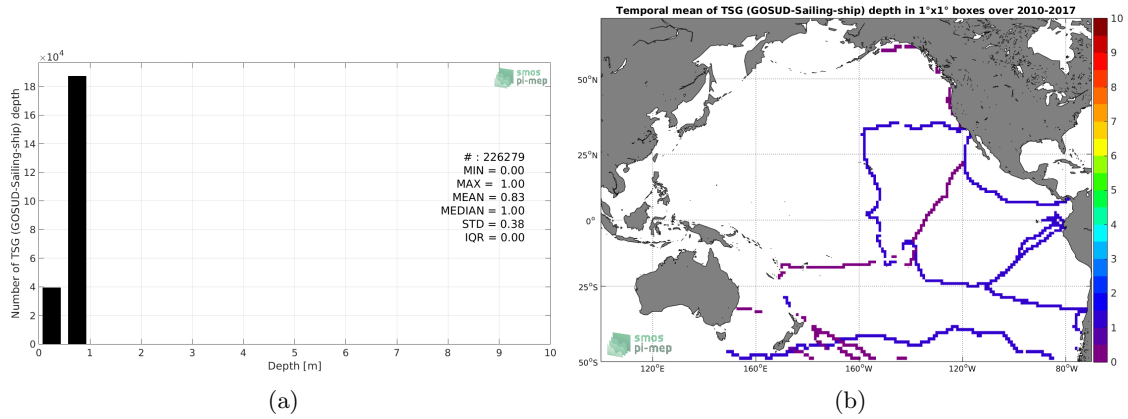 ×10⁴
18
16
14
12
10
8
6
4
2
0
Number of TSG (GOSUD-Sailing-ship) depth
smos
pi-mep
# : 226279
MIN = 0.00
MAX = 1.00
MEAN = 0.83
MEDIAN = 1.00
STD = 0.38
IQR = 0.00
0 1 2 3 4 5 6 7 8 9 10
Depth [m]
(a)
Temporal mean of TSG (GOSUD-Sailing-ship) depth in 1°x1° boxes over 2010-2017
50°N
25°N
0°
25°S
50°S
smos
pi-mep
120°E 160°E 160°W 120°W 80°W
10
9
8
7
6
5
4
3
2
1
0
(b)